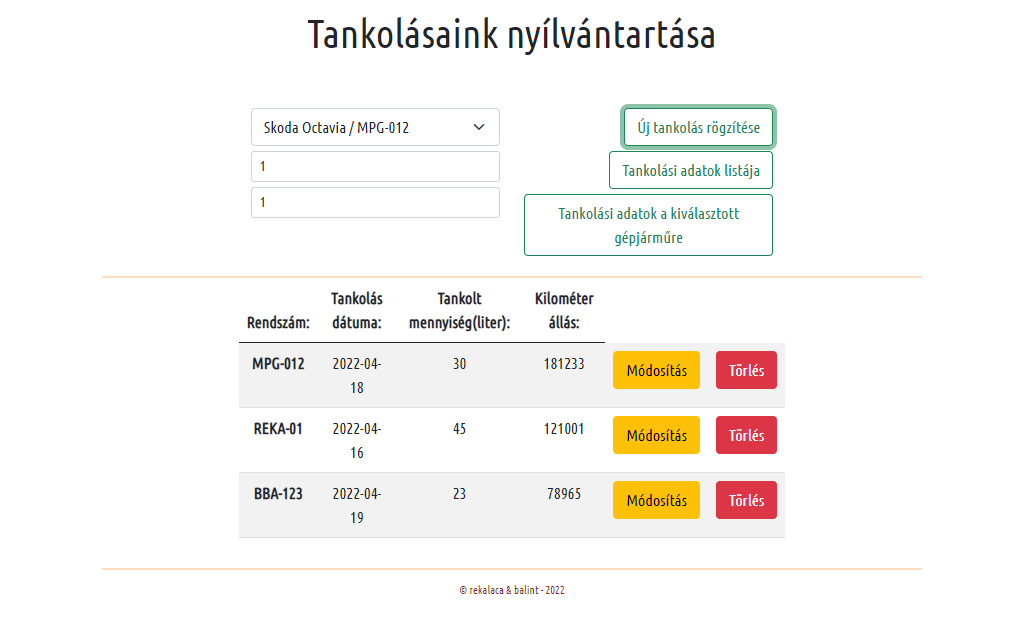 Tankolásaink nyílvántartása
Skoda Octavia / MPG-012
1
1
Új tankolás rögzítése
Tankolási adatok listája
Tankolási adatok a kiválasztott
gépjárműre
Rendszám: Tankolás dátuma: Tankolt mennyiség(liter): Kilométer állás:
MPG-012 2022-04-18 30 181233 Módosítás Törlés
REKA-01 2022-04-16 45 121001 Módosítás Törlés
BBA-123 2022-04-19 23 78965 Módosítás Törlés
© rekalaca & balint - 2022